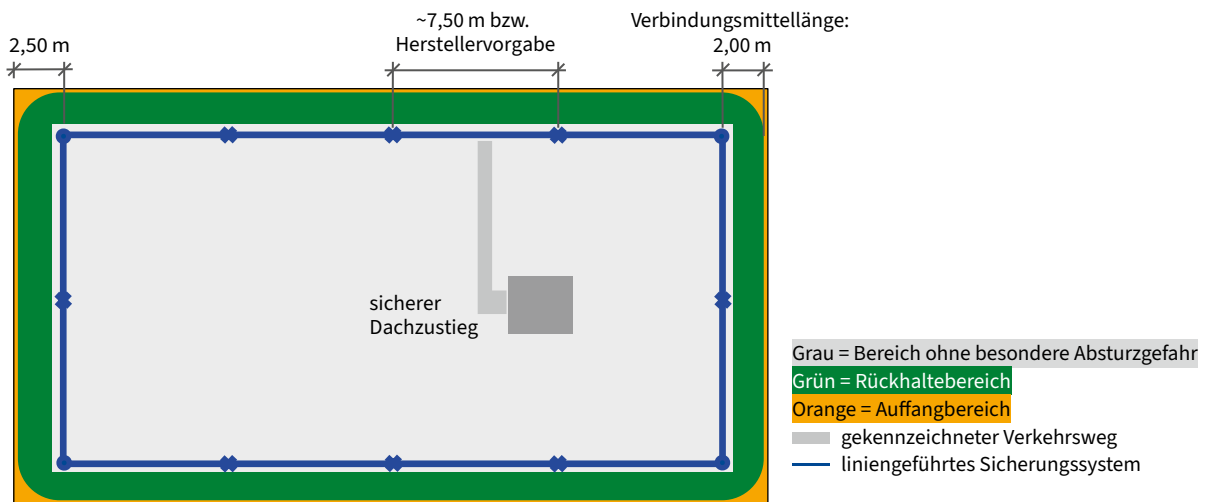 2,50 m
~7,50 m bzw.
Herstellervorgabe
Verbindungsmittellänge:
2,00 m
sicherer
Dachzustieg
Grau = Bereich ohne besondere Absturzgefahr
Grün = Rückhaltebereich
Orange = Auffangbereich
gekennzeichneter Verkehrsweg
liniengeführtes Sicherungssystem